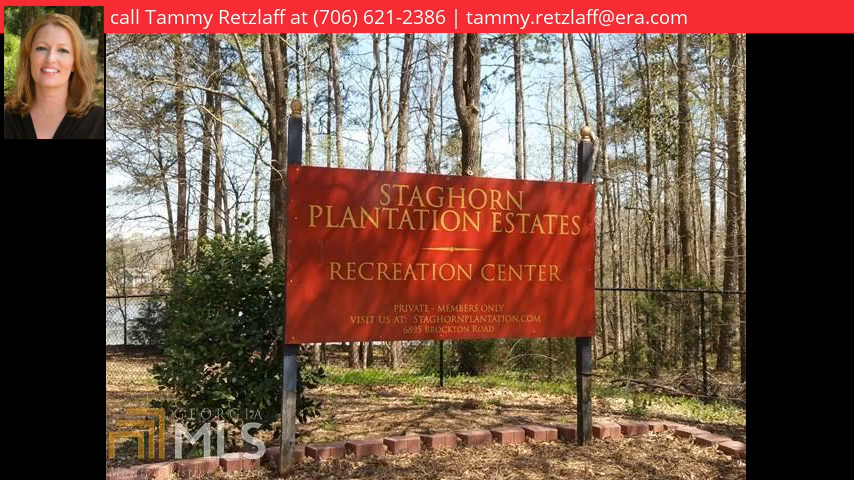 call Tammy Retzlaff at (706) 621-2386 | tammy.retzlaff@era.com
STAGHORN
PLANTATION ESTATES
RECREATION CENTER
PRIVATE - MEMBERS ONLY
VISIT US AT: STAGHORNPLANTATION.COM
6895 BROCKTON ROAD
GEORGIA
MLS